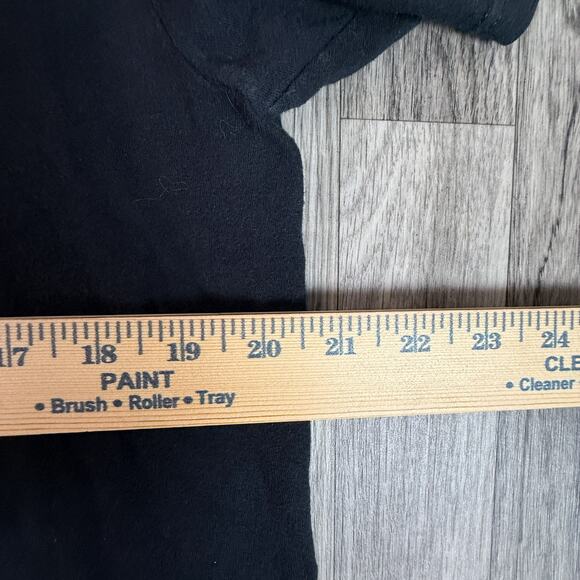 17 18 19 20 21 22 23 24
PAINT
• Brush • Roller • Tray
CLE
• Cleaner